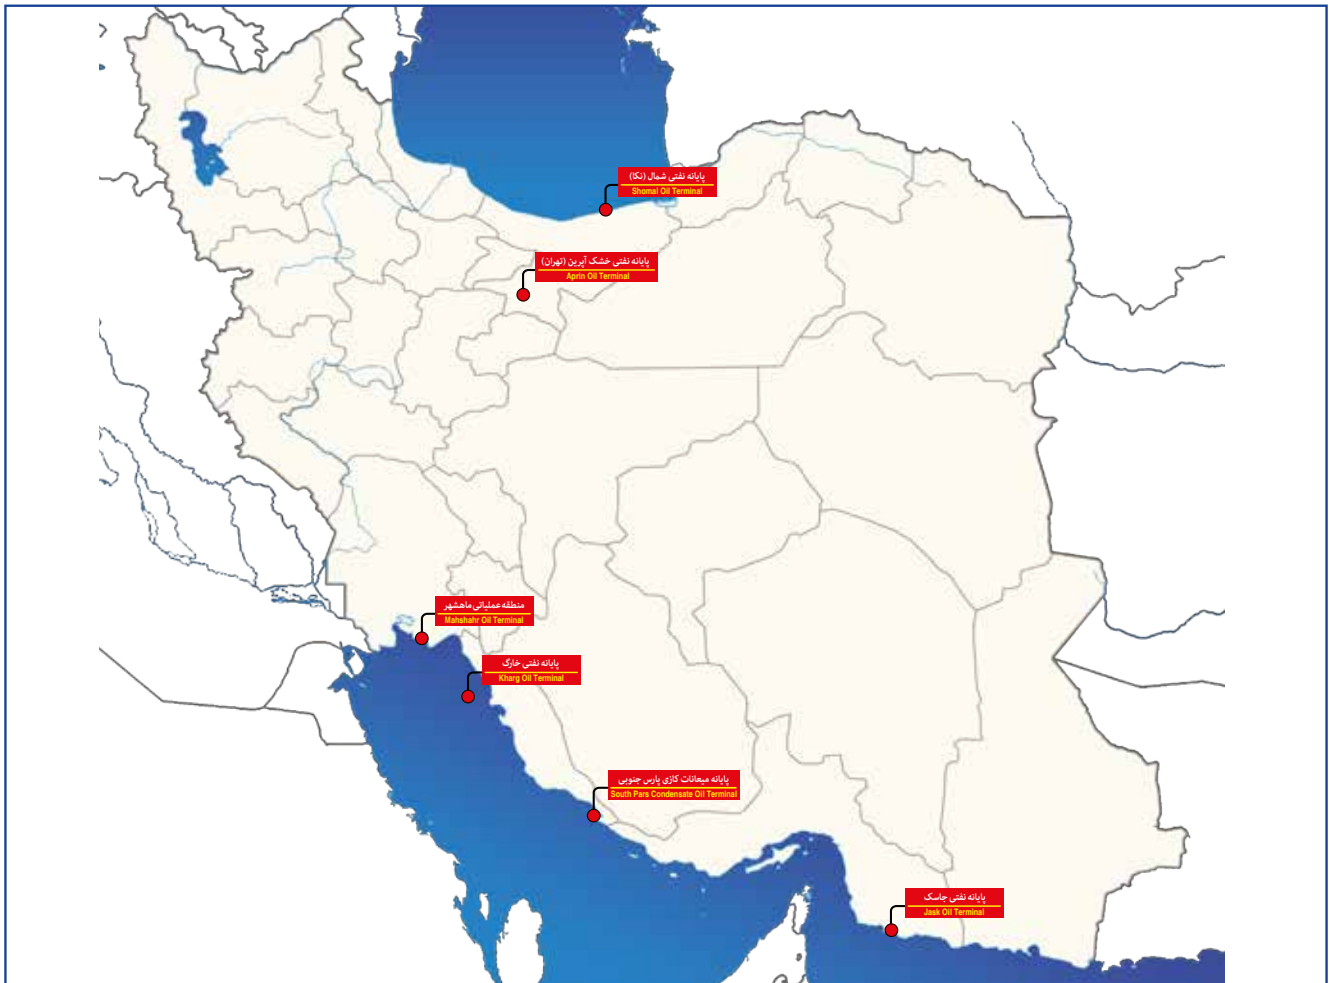 پایانه نفتی شمال (نکا)
Shomal Oil Terminal
پایانه نفتی خشک آپرین (تهران)
Aprin Oil Terminal
منطقه عملیاتی ماهشهر
Mahshahr Oil Terminal
پایانه نفتی خارگ
Kharg Oil Terminal
پایانه میعانات گازی پارس جنوبی
South Pars Condensate Oil Terminal
پایانه نفتی جاسک
Jask Oil Terminal